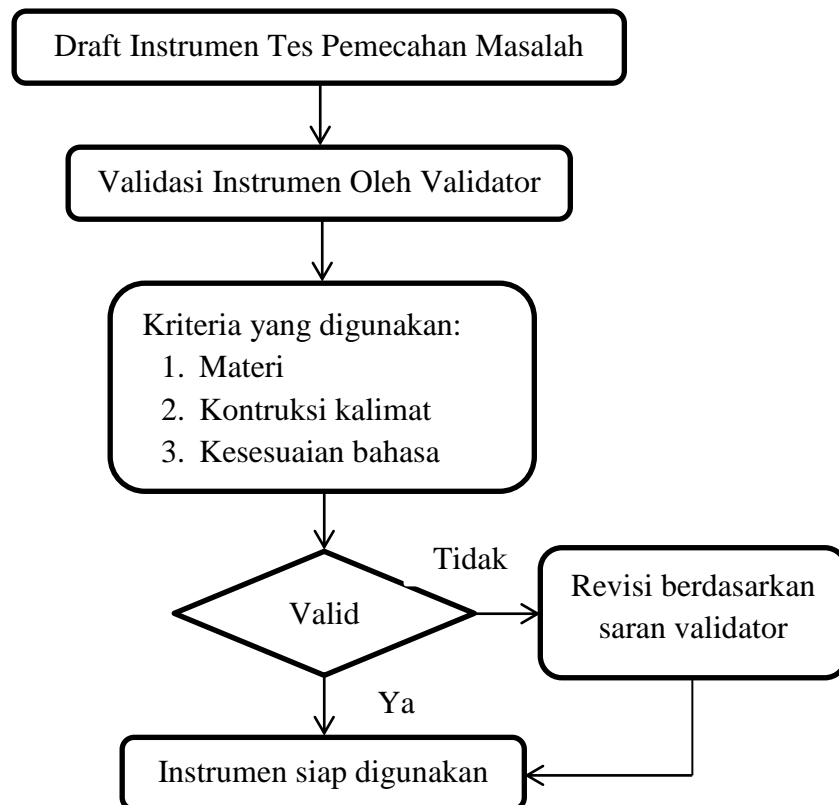 Draft Instrumen Tes Pemecahan Masalah
Validasi Instrumen Oleh Validator
Kriteria yang digunakan:
1. Materi
2. Kontruksi kalimat
3. Kesesuaian bahasa
Tidak
Valid
Revisi berdasarkan
saran validator
Ya
Instrumen siap digunakan